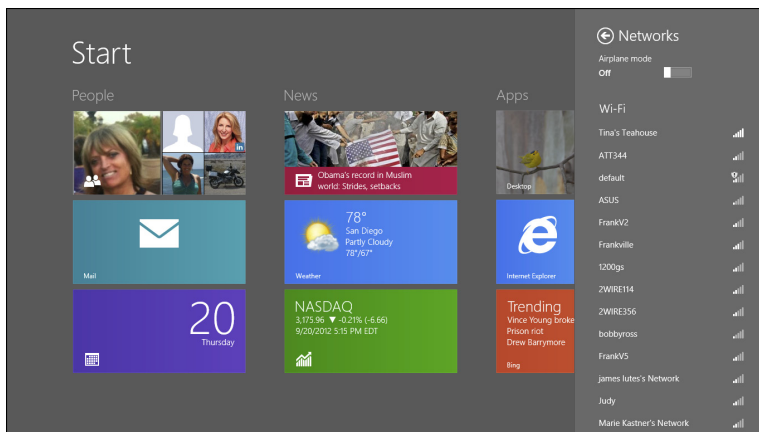 Start
People
Mail
20
Thursday
News
Obama's record in Muslim
world: Strides, setbacks
78°
San Diego
Partly Cloudy
78°/67°
Weather
NASDAQ
3,175.96 ▼ -0.21% (-6.66)
9/20/2012 5:15 PM EDT
Apps
Desktop
Internet Explorer
Trending
Vince Young broke
Prison riot
Drew Barrymore
Bing
Networks
Airplane mode
Off
Wi-Fi
Tina's Teahouse
ATT344
default
ASUS
FrankV2
Frankville
1200gs
2WIRE114
2WIRE356
bobbyross
FrankV5
james lutes's Network
Judy
Marie Kastner's Network